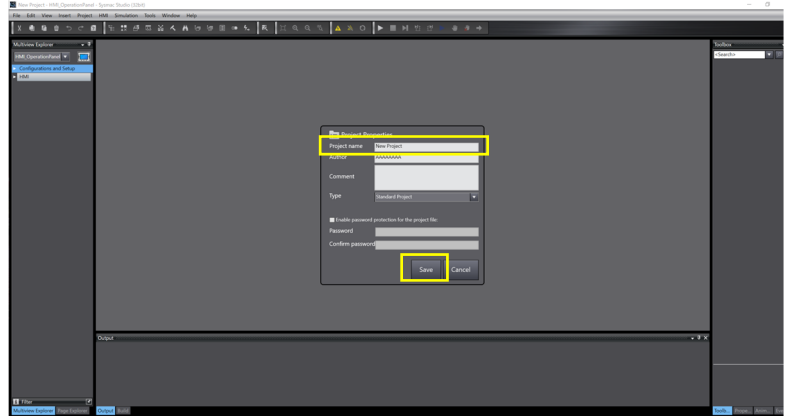 New Project - HMI_OperationPanel - Sysmac Studio (32bit)
File Edit View Insert Project HMI Simulation Tools Window Help
Multiview Explorer
HMI_OperationPanel
Configurations and Setup
HMI
Toolbox
<Search>
Project Properties
Project name New Project
Author AAAAAAAA
Comment
Type Standard Project
Enable password protection for the project file:
Password
Confirm password
Save Cancel
Output
Filter
Multiview Explorer Page Explorer Output Build